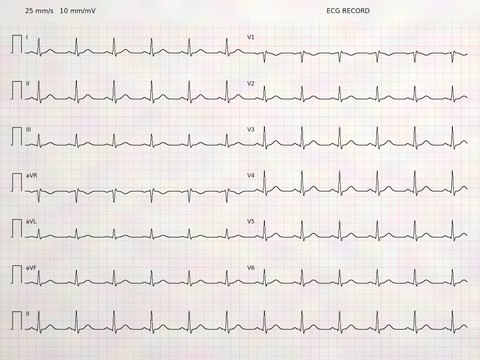 25 mm/s 10 mm/mV ECG RECORD
I V1
II V2
III V3
aVR V4
aVL V5
aVF V6
II